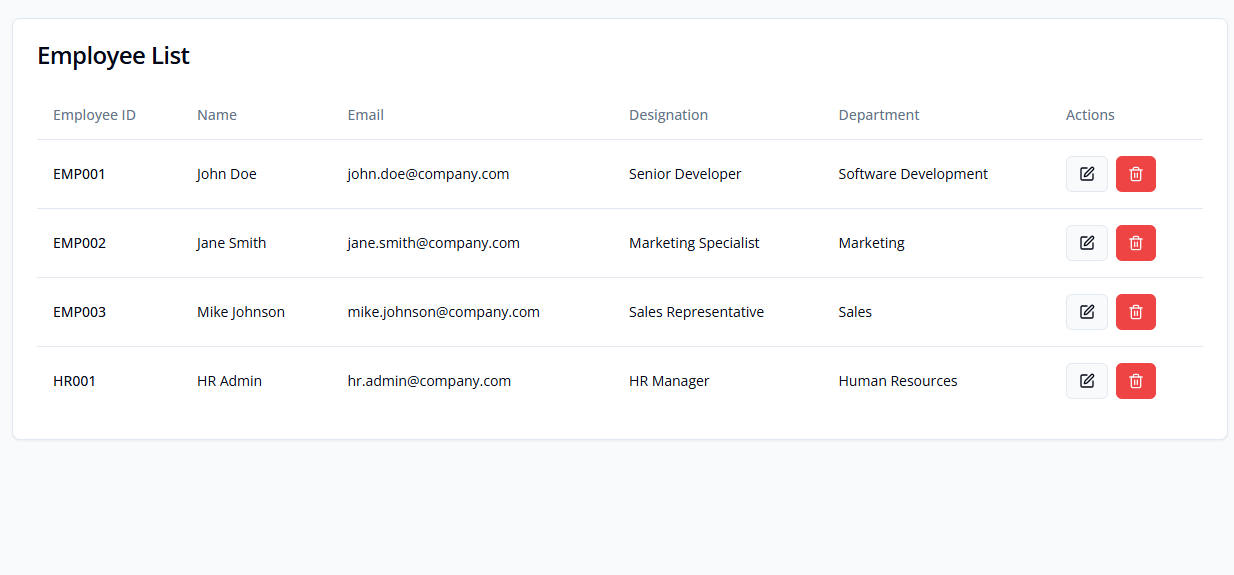 Employee List
Employee ID Name Email Designation Department Actions
EMP001 John Doe john.doe@company.com Senior Developer Software Development
EMP002 Jane Smith jane.smith@company.com Marketing Specialist Marketing
EMP003 Mike Johnson mike.johnson@company.com Sales Representative Sales
HR001 HR Admin hr.admin@company.com HR Manager Human Resources